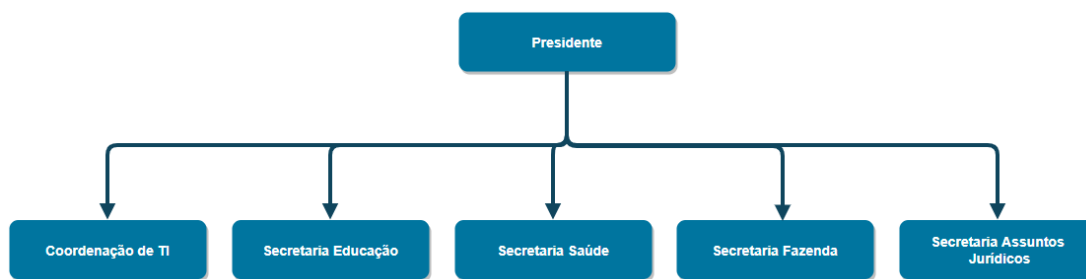 Presidente
Coordenação de TI
Secretaria Educação
Secretaria Saúde
Secretaria Fazenda
Secretaria Assuntos
Jurídicos